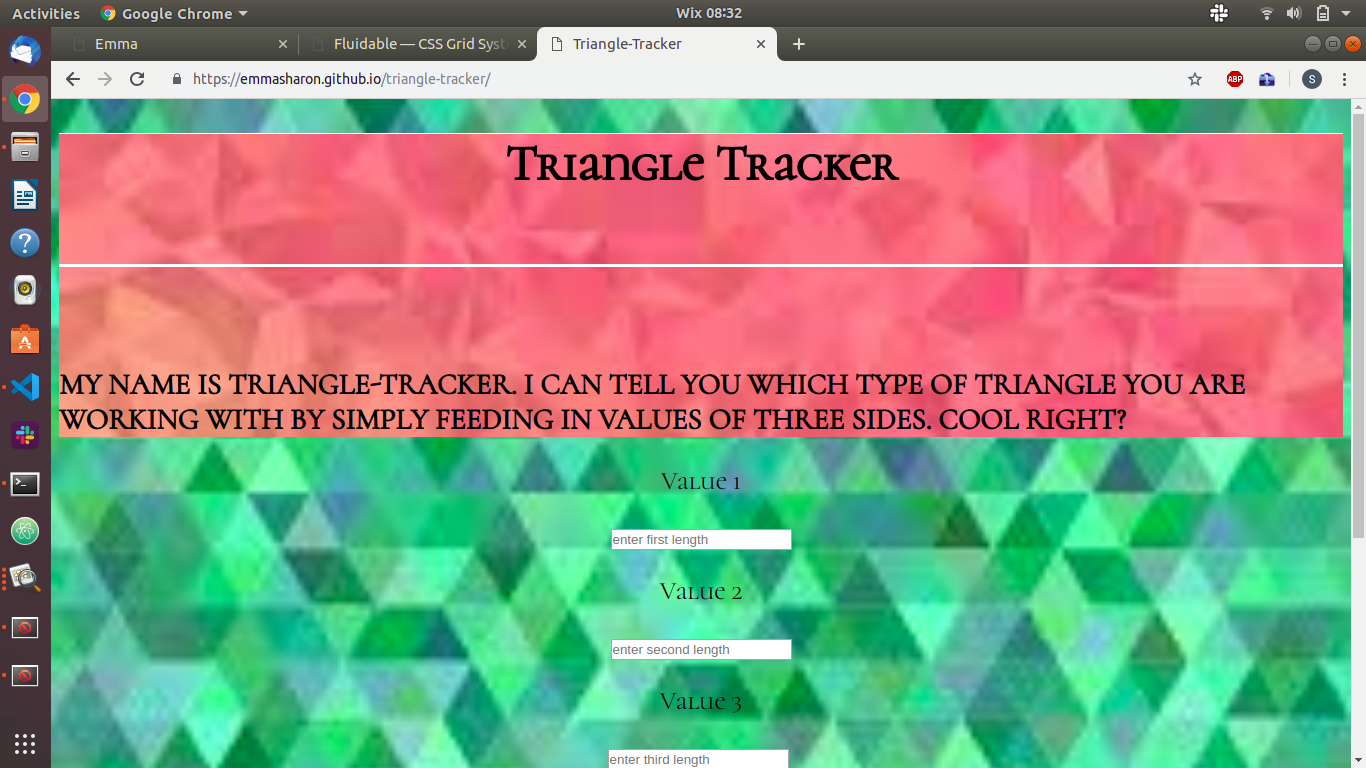 Activities Google Chrome Wix 08:32
Emma Fluidable — CSS Grid Syst Triangle-Tracker
https://emmasharon.github.io/triangle-tracker/ ABP S
Triangle Tracker
MY NAME IS TRIANGLE-TRACKER. I CAN TELL YOU WHICH TYPE OF TRIANGLE YOU ARE
WORKING WITH BY SIMPLY FEEDING IN VALUES OF THREE SIDES. COOL RIGHT?
Value 1
enter first length
Value 2
enter second length
Value 3
enter third length